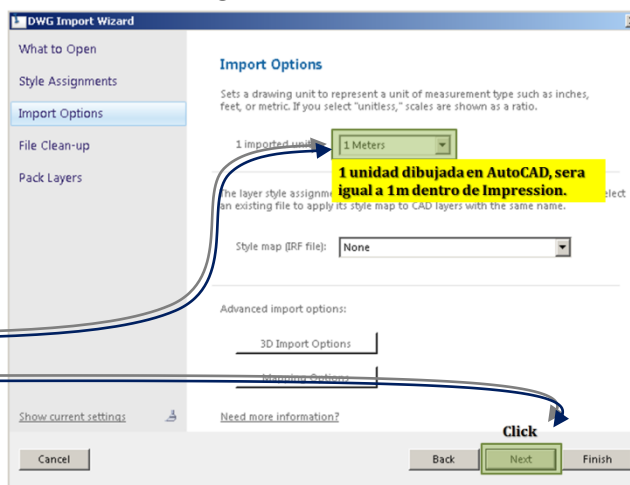 DWG Import Wizard
What to Open
Style Assignments
Import Options
File Clean-up
Pack Layers
Import Options
Sets a drawing unit to represent a unit of measurement type such as inches,
feet, or metric. If you select "unitless," scales are shown as a ratio.
1 imported unit
1 Meters
1 unidad dibujada en AutoCAD, sera
igual a 1m dentro de Impression.
The layer style assignme elect
an existing file to apply its style map to CAD layers with the same name.
Style map (IRF file): None
Advanced import options:
3D Import Options
Mapping Options
Show current settings
Need more information?
Click
Cancel
Back
Next
Finish